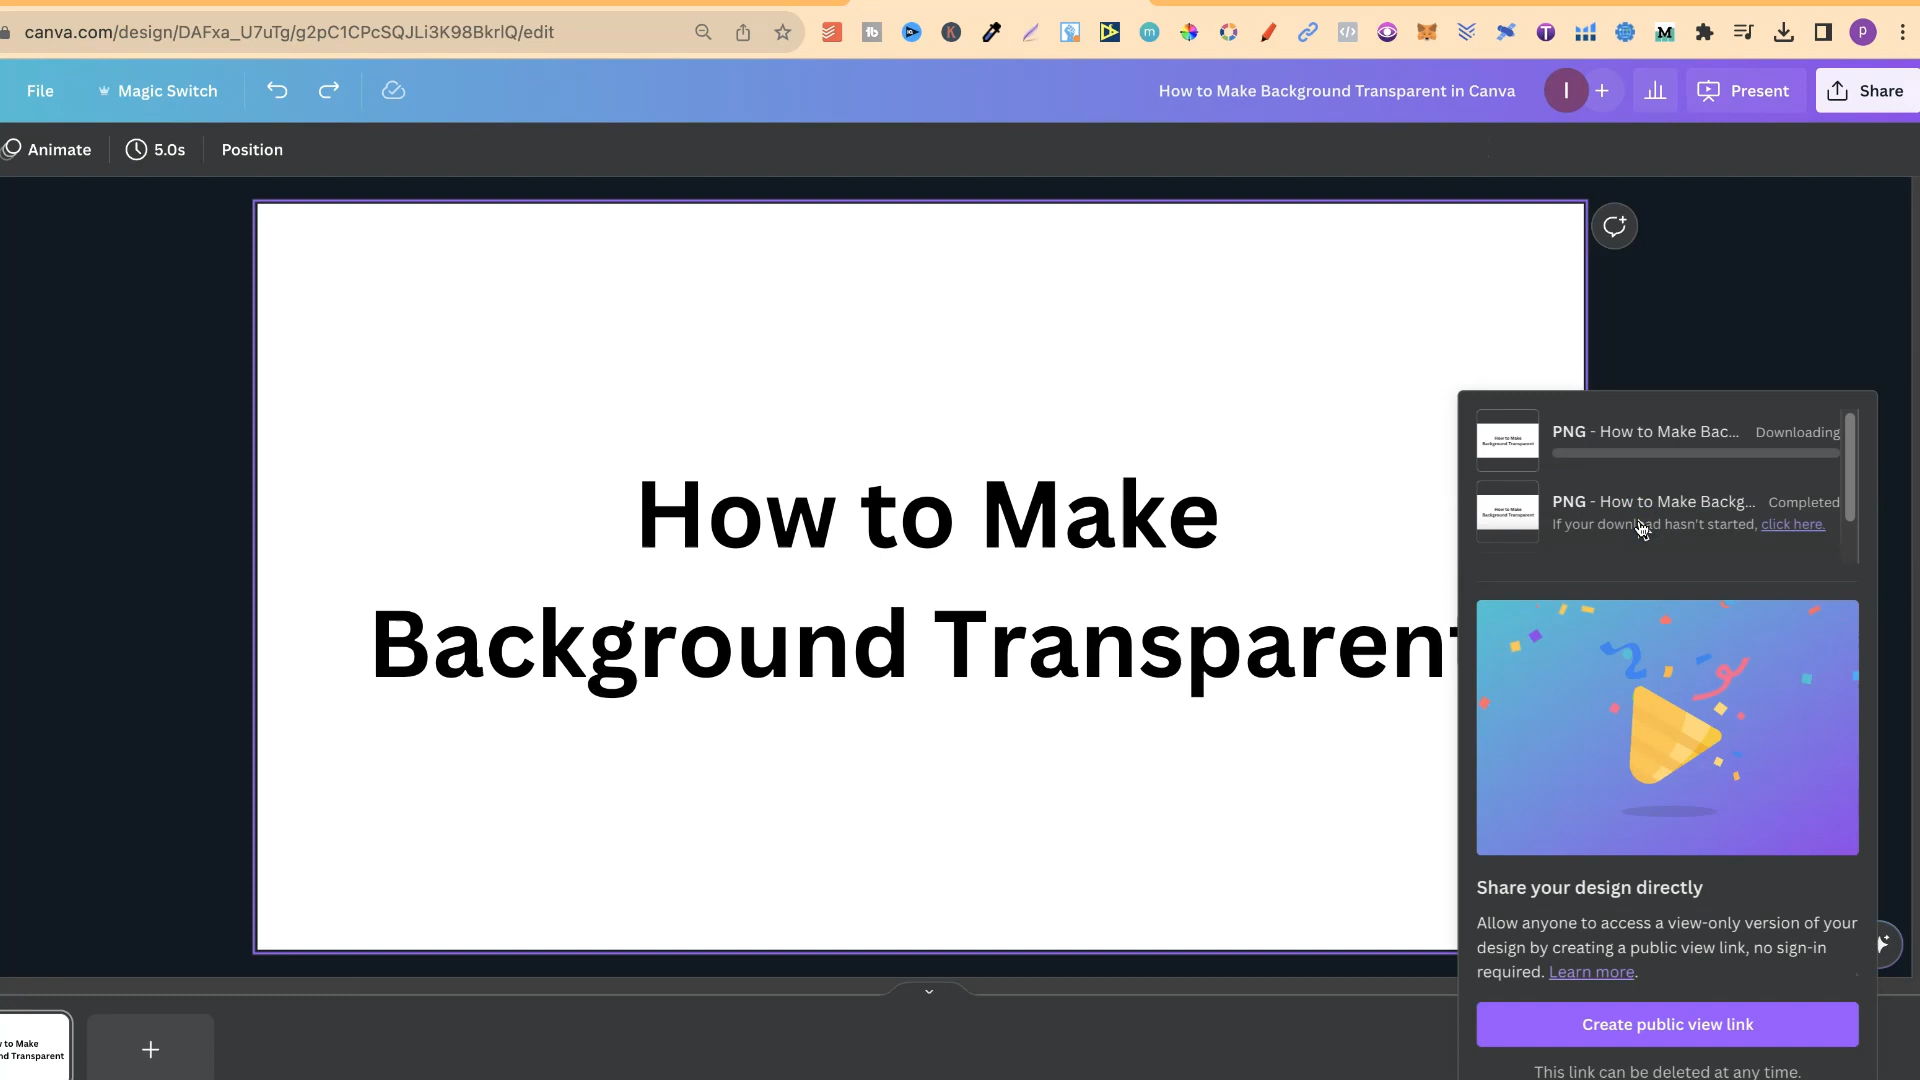 canva.com/design/DAFxa_U7uTg/g2pC1CPcSQJLi3K98BkrlQ/edit
File
Magic Switch
How to Make Background Transparent in Canva
I
Present
Share
Animate
5.0s
Position
How to Make
Background Transparent
PNG - How to Make Bac... Downloading
PNG - How to Make Backg... Completed
If your download hasn't started, click here.
Share your design directly
Allow anyone to access a view-only version of your
design by creating a public view link, no sign-in
required. Learn more.
Create public view link
This link can be deleted at any time.